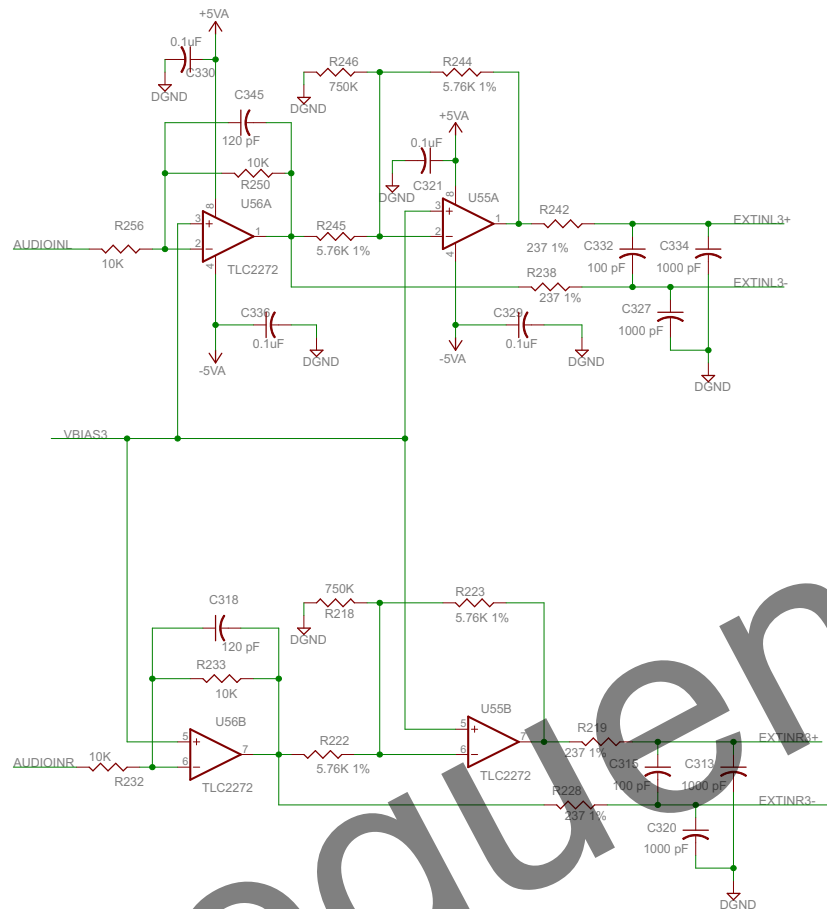 +5VA
0.1uF
C330
DGND
R246
750K
DGND
R244
5.76K 1%
C345
120 pF
+5VA
0.1uF
C321
DGND
10K
R250
U56A
8
3
+
2
-
1
4
TLC2272
U55A
8
3
+
2
-
1
4
TLC2272
R256
10K
AUDIOINL
R245
5.76K 1%
R242
237 1%
R238
237 1%
C332
100 pF
C334
1000 pF
EXTINL3+
EXTINL3-
C327
1000 pF
DGND
C336
0.1uF
DGND
-5VA
C329
0.1uF
DGND
-5VA
VBIAS3
C318
120 pF
750K
R218
DGND
R223
5.76K 1%
R233
10K
U56B
5
+
6
-
7
TLC2272
10K
R232
AUDIOINR
R222
5.76K 1%
U55B
5
+
6
-
7
TLC2272
R219
237 1%
R228
237 1%
C315
100 pF
C313
1000 pF
EXTINR3+
EXTINR3-
C320
1000 pF
DGND
quen